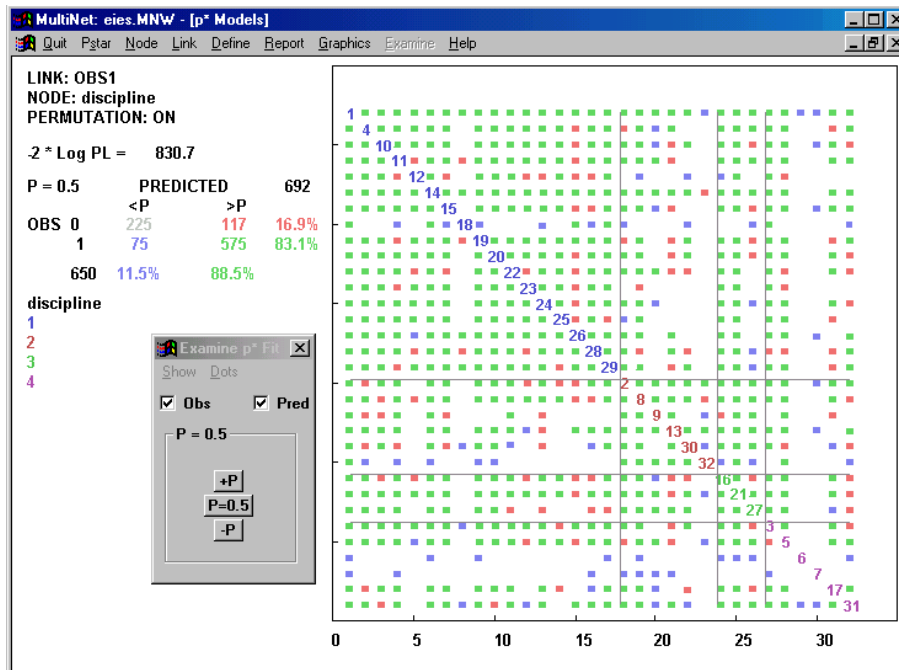 MultiNet: eies.MNW - [p* Models]
Quit Pstar Node Link Define Report Graphics Examine Help
LINK: OBS1
NODE: discipline
PERMUTATION: ON
-2 * Log PL = 830.7
P = 0.5 PREDICTED 692
<P >P
OBS 0 225 117 16.9%
1 75 575 83.1%
650 11.5% 88.5%
discipline
1
2
3
4
Examine p* Fit
Show Dots
Obs Pred
P = 0.5
+P
P=0.5
-P
1
4
10
11
12
14
15
18
19
20
22
23
24
25
26
28
29
2
8
9
13
30
32
16
21
27
3
5
6
7
17
31
0 5 10 15 20 25 30